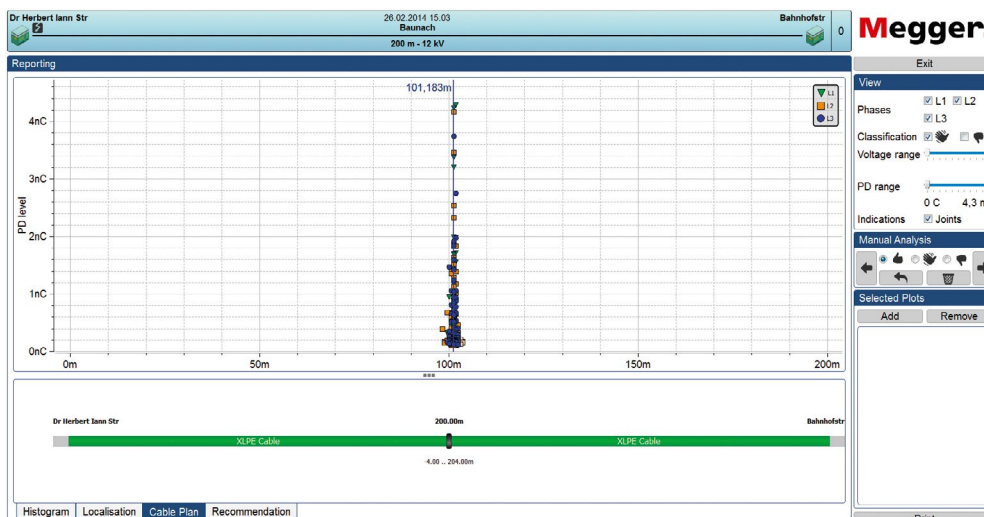 Dr Herbert Iann Str
26.02.2014 15.03
Baunach
Bahnhofstr
0
200 m - 12 kV
Megger
Reporting
Exit
View
Phases
L1 L2
L3
Classification
Voltage range
PD range
0 C 4,3 n
Indications
Joints
Manual Analysis
Selected Plots
Add Remove
101,183m
L1
L2
L3
PD level
4nC
3nC
2nC
1nC
0nC
0m 50m 100m 150m 200m
Dr Herbert Iann Str
200.00m
Bahnhofstr
XLPE Cable
XLPE Cable
-4.00 .. 204.00m
Histogram Localisation Cable Plan Recommendation